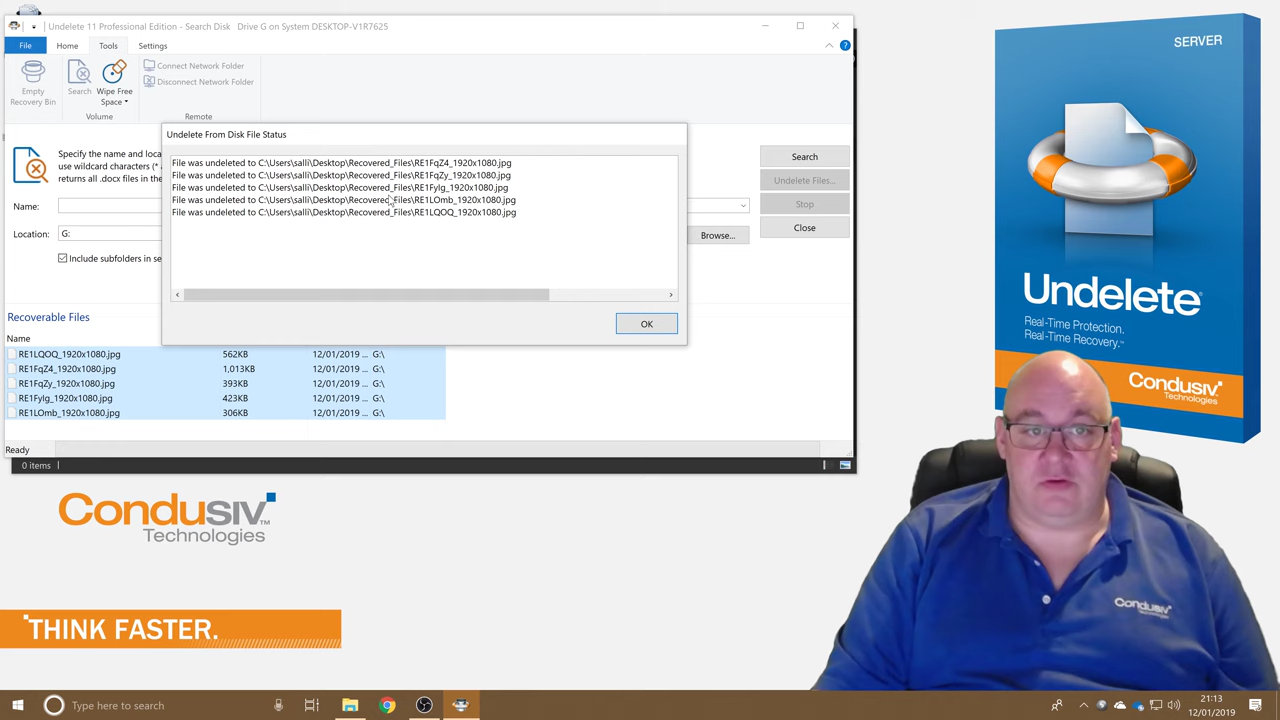 Undelete 11 Professional Edition - Search Disk Drive G on System DESKTOP-V1R7625
File Home Tools Settings
Empty Recovery Bin
Search
Wipe Free Space
Connect Network Folder
Disconnect Network Folder
Volume
Remote
Specify the name and loca
use wildcard characters (*
returns all .docx files in the
Name:
Location: G:
Include subfolders in se
Search
Undelete Files...
Stop
Close
Browse...
Undelete From Disk File Status
File was undeleted to C:\Users\salli\Desktop\Recovered_Files\RE1FqZ4_1920x1080.jpg
File was undeleted to C:\Users\salli\Desktop\Recovered_Files\RE1FqZy_1920x1080.jpg
File was undeleted to C:\Users\salli\Desktop\Recovered_Files\RE1FyIg_1920x1080.jpg
File was undeleted to C:\Users\salli\Desktop\Recovered_Files\RE1LOmb_1920x1080.jpg
File was undeleted to C:\Users\salli\Desktop\Recovered_Files\RE1LQOQ_1920x1080.jpg
OK
Recoverable Files
Name
RE1LQOQ_1920x1080.jpg 562KB 12/01/2019 ... G:\
RE1FqZ4_1920x1080.jpg 1,013KB 12/01/2019 ... G:\
RE1FqZy_1920x1080.jpg 393KB 12/01/2019 ... G:\
RE1FyIg_1920x1080.jpg 423KB 12/01/2019 ... G:\
RE1LOmb_1920x1080.jpg 306KB 12/01/2019 ... G:\
Ready
0 items
Condusiv™
Technologies
THINK FASTER.
SERVER
Undelete®
Real-Time Protection.
Real-Time Recovery.™
Condusiv
Technologies
Condusiv
Technologies
Type here to search
21:13
12/01/2019